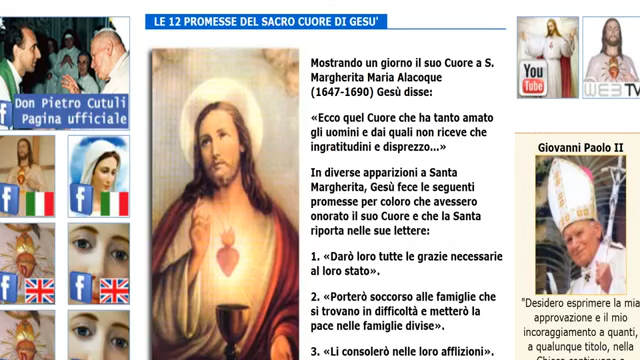 LE 12 PROMESSE DEL SACRO CUORE DI GESU'
Don Pietro Cutuli
Pagina ufficiale
Mostrando un giorno il suo Cuore a S.
Margherita Maria Alacoque
(1647-1690) Gesù disse:
«Ecco quel Cuore che ha tanto amato
gli uomini e dai quali non riceve che
ingratitudini e disprezzo...»
In diverse apparizioni a Santa
Margherita, Gesù fece le seguenti
promesse per coloro che avessero
onorato il suo Cuore e che la Santa
riporta nelle sue lettere:
1. «Darò loro tutte le grazie necessarie
al loro stato».
2. «Porterò soccorso alle famiglie che
si trovano in difficoltà e metterò la
pace nelle famiglie divise».
3. «Li consolerò nelle loro afflizioni».
You
Tube
WEB TV
Giovanni Paolo II
"Desidero esprimere la mia
approvazione e il mio
incoraggiamento a quanti,
a qualunque titolo, nella